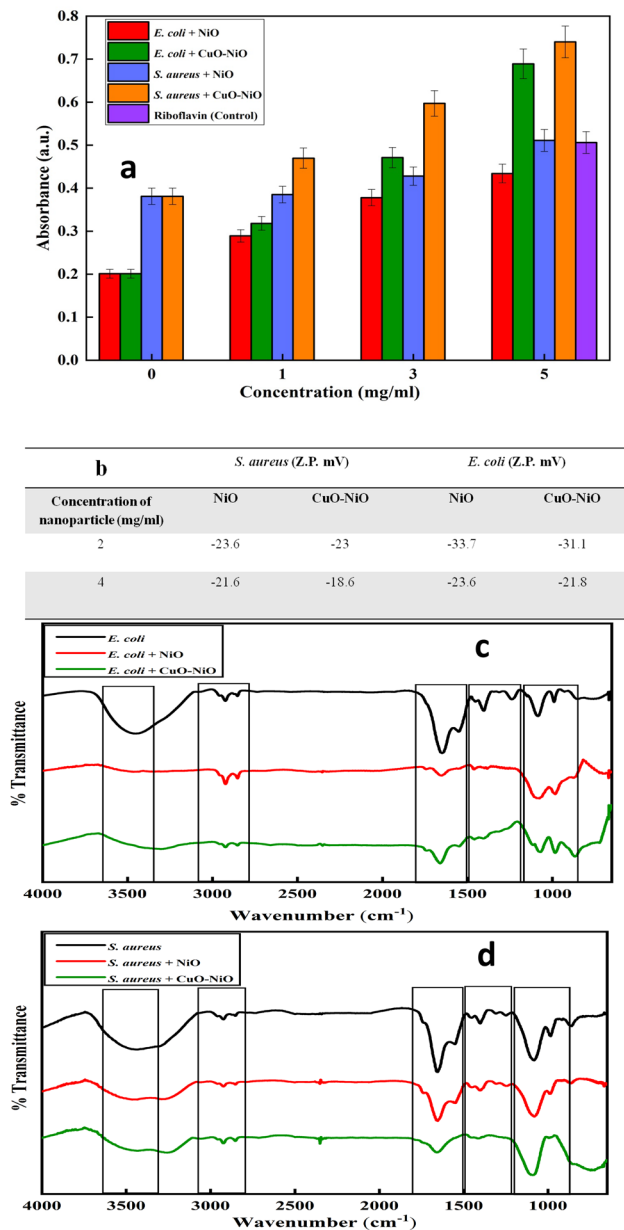 0.8
0.7
0.6
0.5
0.4
0.3
0.2
0.1
0.0
Absorbance (a.u.)
E. coli + NiO
E. coli + CuO-NiO
S. aureus + NiO
S. aureus + CuO-NiO
Riboflavin (Control)
a
0 1 3 5
Concentration (mg/ml)
b S. aureus (Z.P. mV) E. coli (Z.P. mV)
Concentration of NiO CuO-NiO NiO CuO-NiO
nanoparticle (mg/ml)
2 -23.6 -23 -33.7 -31.1
4 -21.6 -18.6 -23.6 -21.8
E. coli
E. coli + NiO
E. coli + CuO-NiO
c
% Transmittance
4000 3500 3000 2500 2000 1500 1000
Wavenumber (cm-1)
S. aureus
S. aureus + NiO
S. aureus + CuO-NiO
d
% Transmittance
4000 3500 3000 2500 2000 1500 1000
Wavenumber (cm-1)